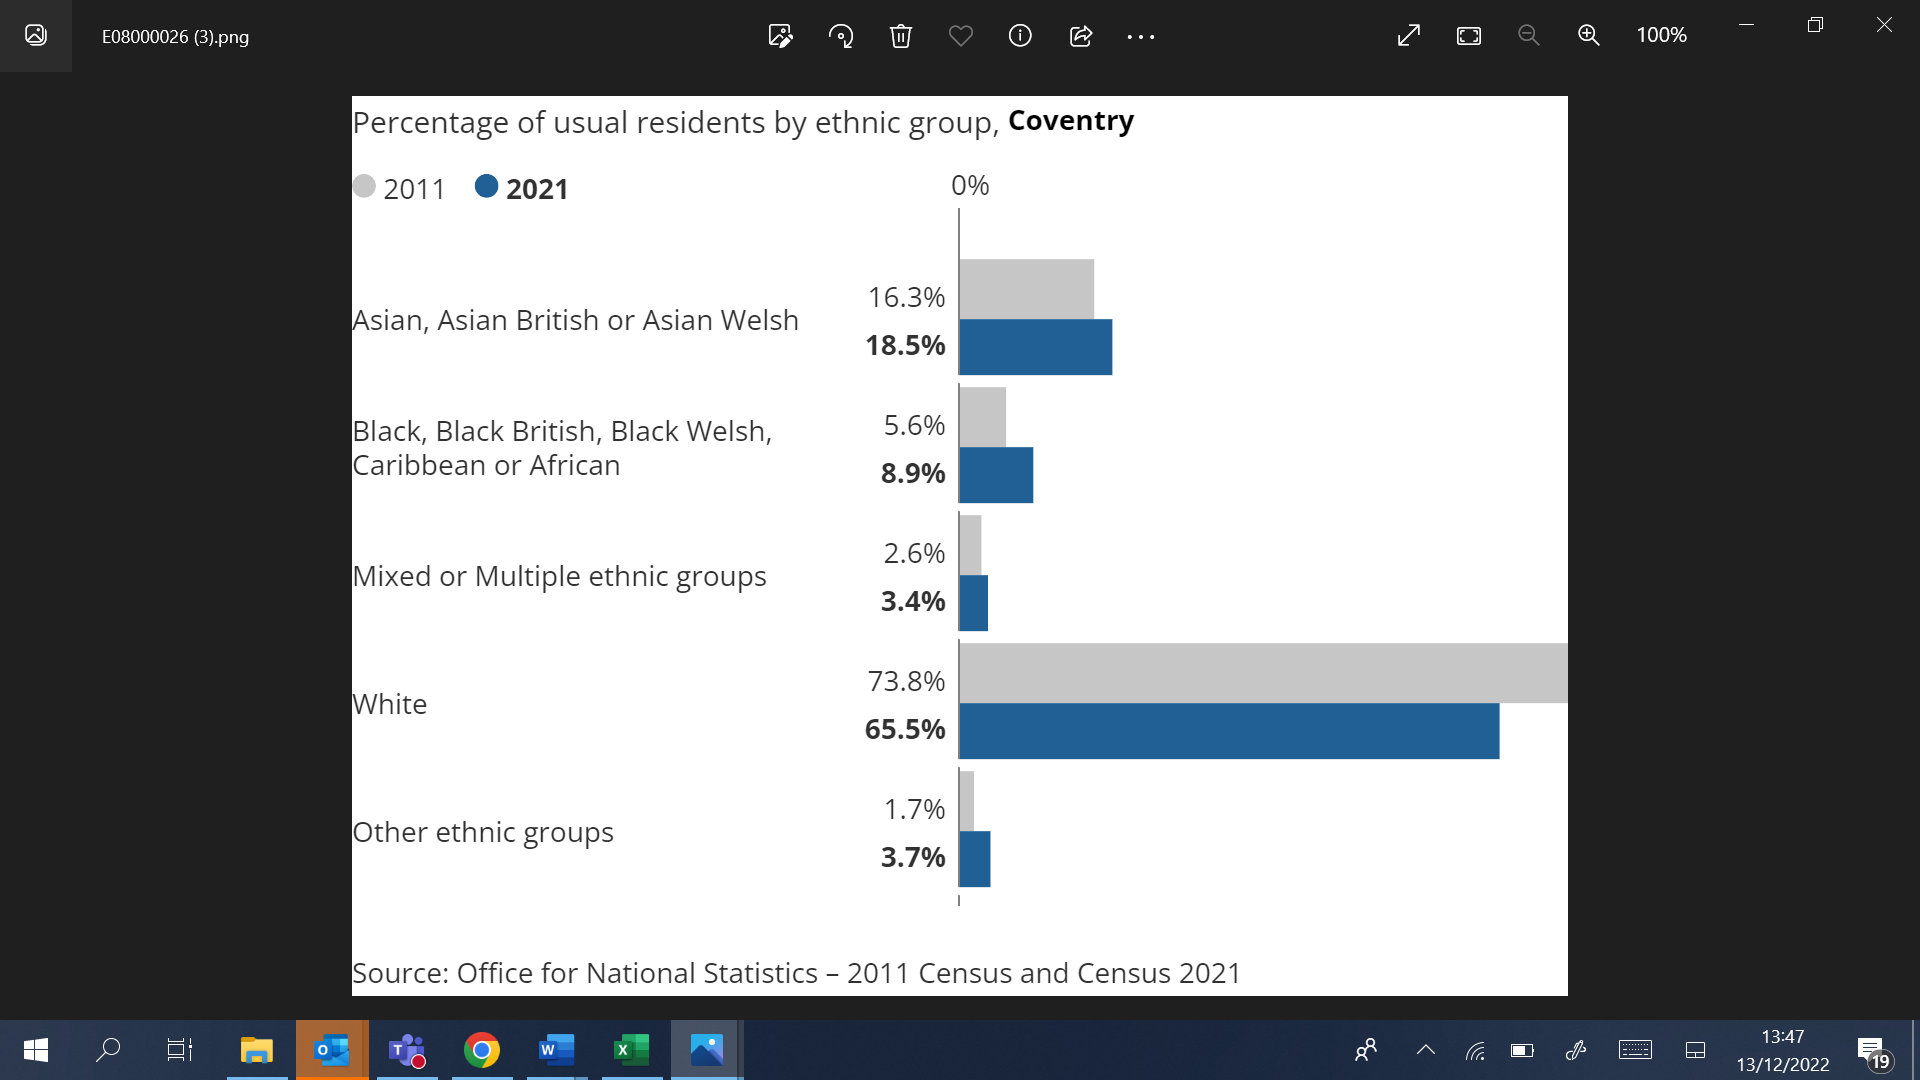 E08000026 (3).png
100%
Percentage of usual residents by ethnic group, Coventry
2011 2021
0%
Asian, Asian British or Asian Welsh
16.3%
18.5%
Black, Black British, Black Welsh,
Caribbean or African
5.6%
8.9%
Mixed or Multiple ethnic groups
2.6%
3.4%
White
73.8%
65.5%
Other ethnic groups
1.7%
3.7%
Source: Office for National Statistics – 2011 Census and Census 2021
13:47
13/12/2022
19